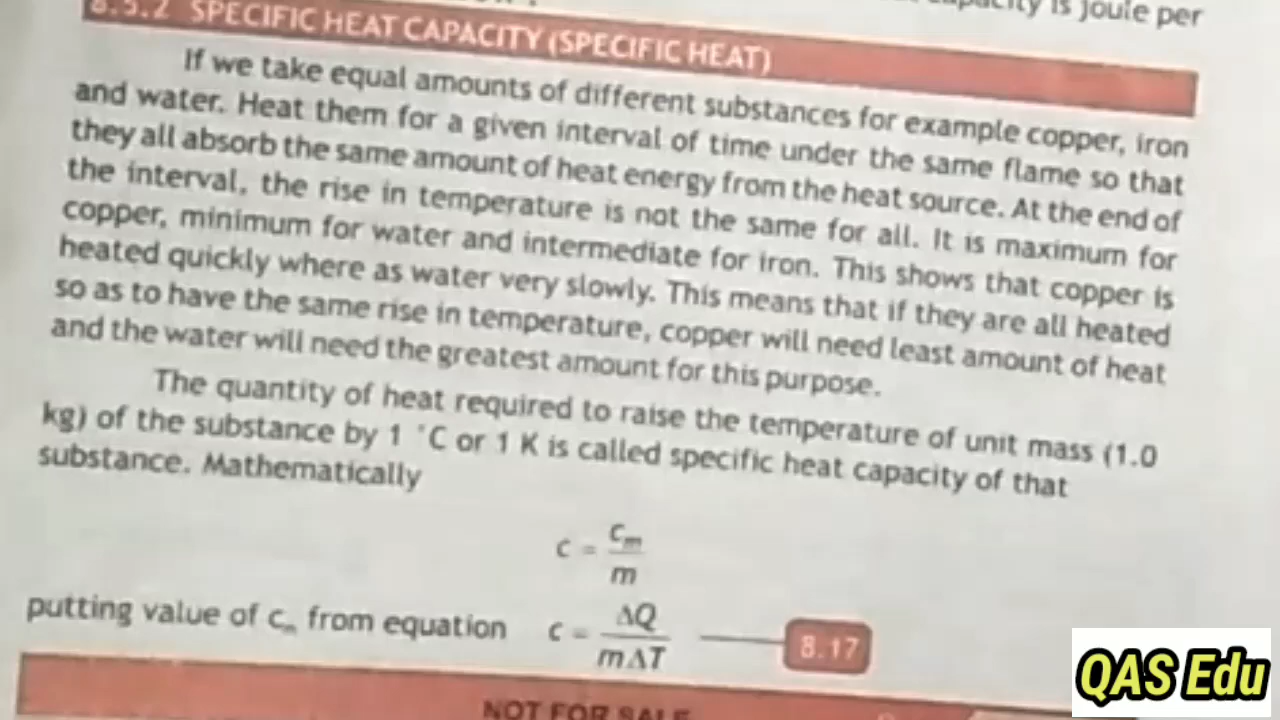 is joule per
8.5.2 SPECIFIC HEAT CAPACITY (SPECIFIC HEAT)
If we take equal amounts of different substances for example copper, iron
and water. Heat them for a given interval of time under the same flame so that
they all absorb the same amount of heat energy from the heat source. At the end of
the interval, the rise in temperature is not the same for all. It is maximum for
copper, minimum for water and intermediate for iron. This shows that copper is
heated quickly where as water very slowly. This means that if they are all heated
so as to have the same rise in temperature, copper will need least amount of heat
and the water will need the greatest amount for this purpose.
The quantity of heat required to raise the temperature of unit mass (1.0
kg) of the substance by 1 °C or 1 K is called specific heat capacity of that
substance. Mathematically
c = cₘ / m
putting value of cₘ from equation c = ΔQ / mΔT 8.17
NOT FOR SALE
QAS Edu